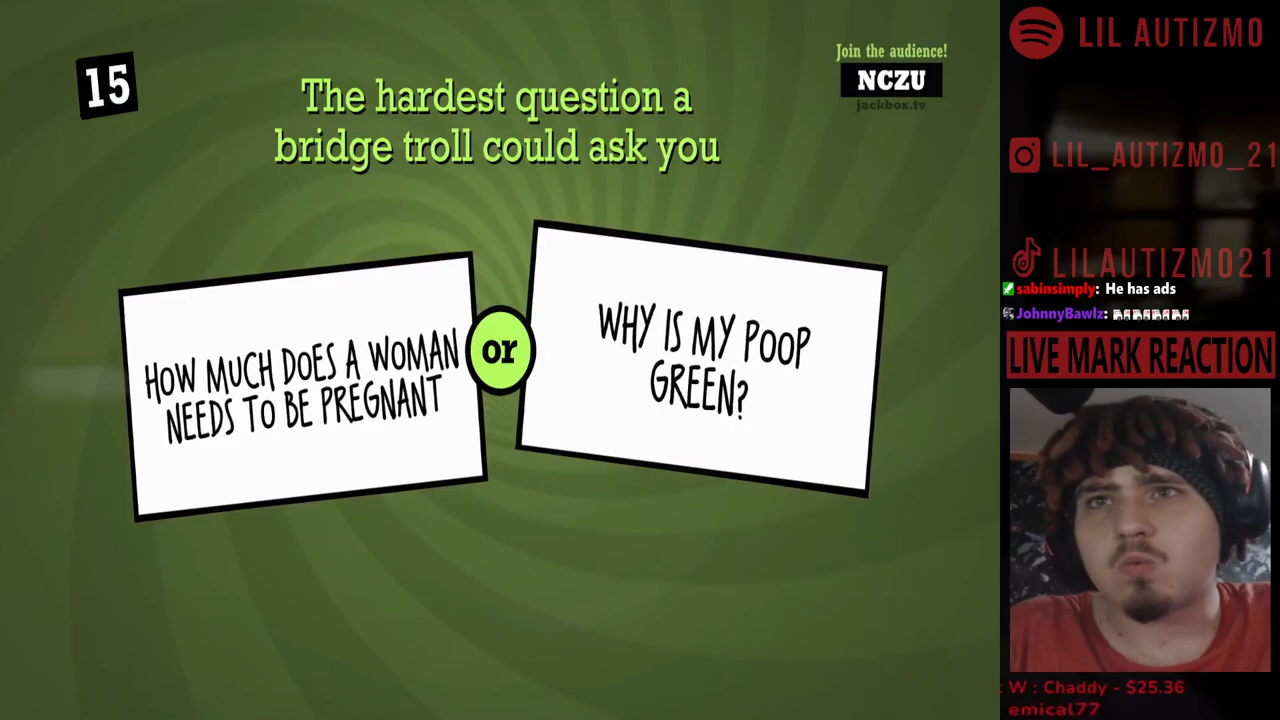 15
The hardest question a
bridge troll could ask you
Join the audience!
NCZU
jackbox.tv
HOW MUCH DOES A WOMAN
NEEDS TO BE PREGNANT
or
WHY IS MY POOP
GREEN?
LIL AUTIZMO
LIL_AUTIZMO_21
LILAUTIZMO21
sabinsimply: He has ads
JohnnyBawlz:
LIVE MARK REACTION
W : Chaddy - $25.36
emical77